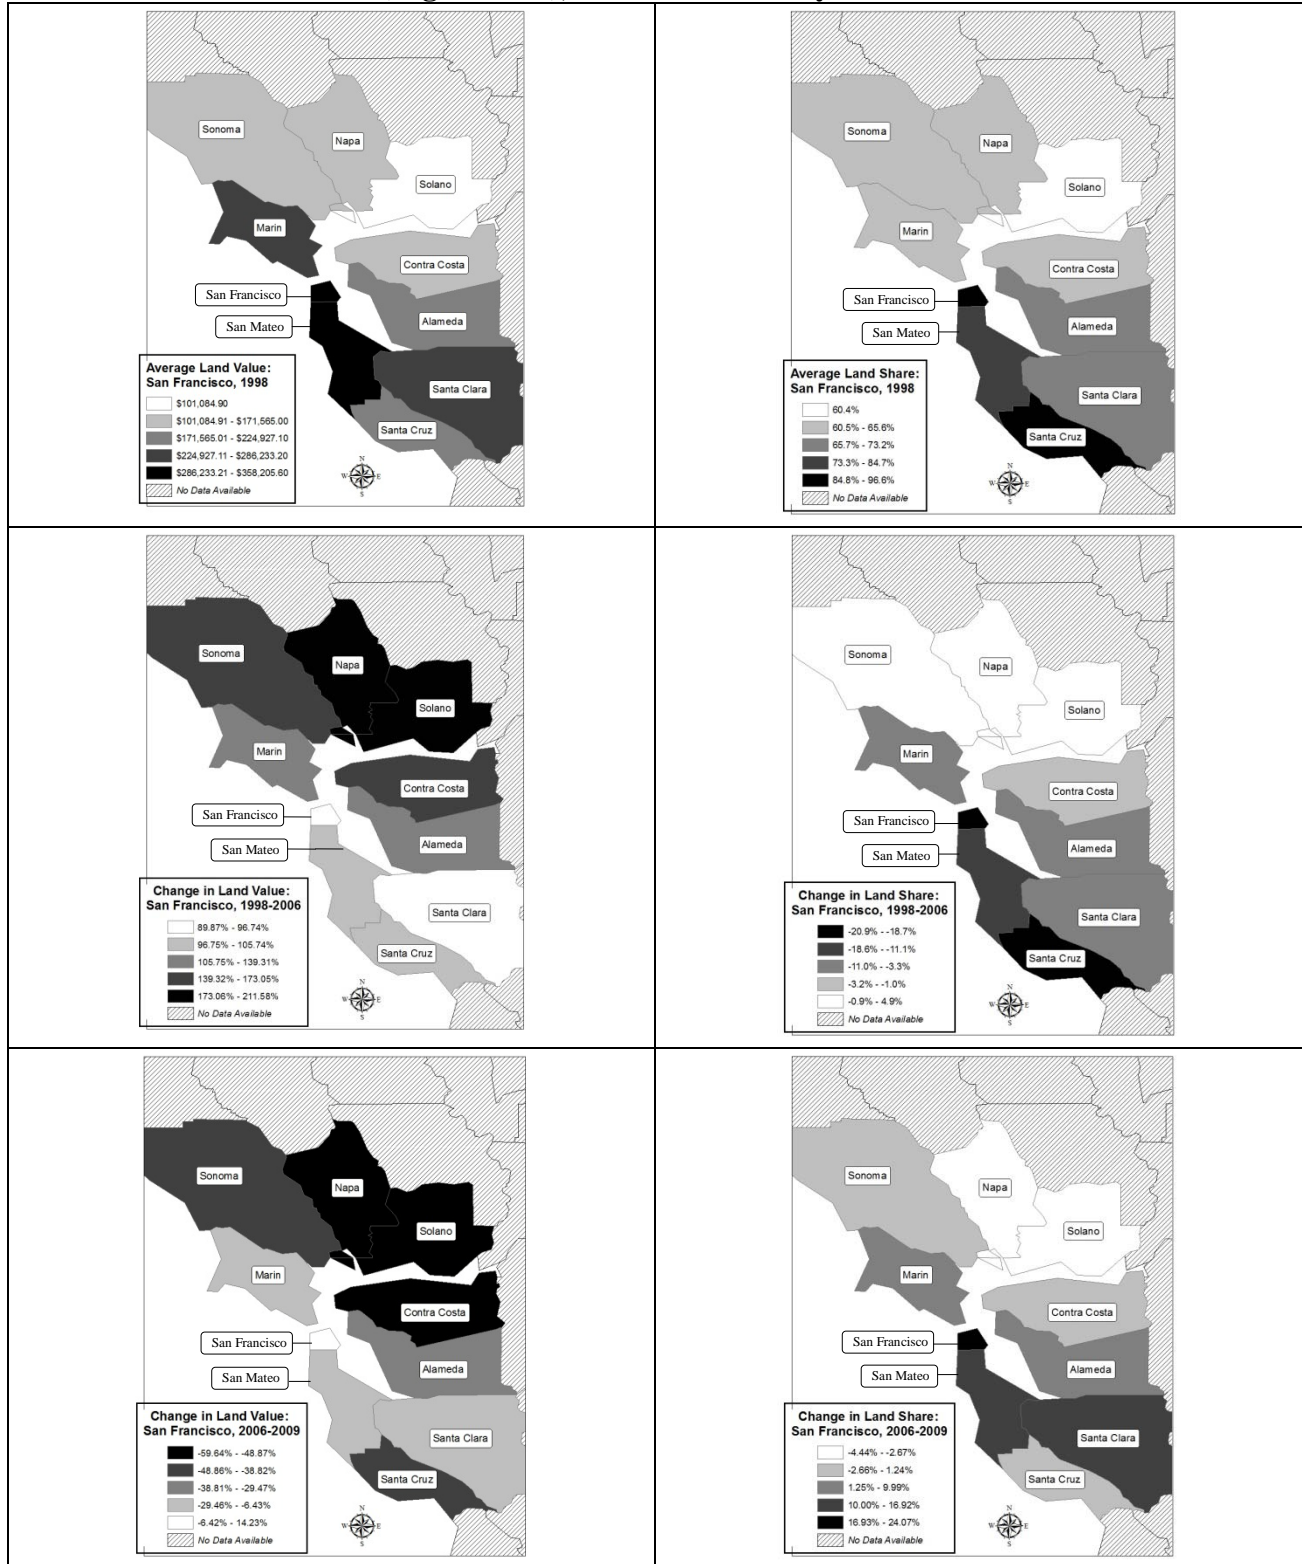 Sonoma
Napa
Solano
Marin
Contra Costa
San Francisco
San Mateo
Alameda
Santa Clara
Santa Cruz
Average Land Value:
San Francisco, 1998
$101,084.90
$101,084.91 - $171,565.00
$171,565.01 - $224,927.10
$224,927.11 - $286,233.20
$286,233.21 - $358,205.60
No Data Available
N
W E
S
Sonoma
Napa
Solano
Marin
Contra Costa
San Francisco
San Mateo
Alameda
Santa Clara
Santa Cruz
Average Land Share:
San Francisco, 1998
60.4%
60.5% - 65.6%
65.7% - 73.2%
73.3% - 84.7%
84.8% - 96.6%
No Data Available
N
W E
S
Sonoma
Napa
Solano
Marin
Contra Costa
San Francisco
San Mateo
Alameda
Santa Clara
Santa Cruz
Change in Land Value:
San Francisco, 1998-2006
89.87% - 96.74%
96.75% - 105.74%
105.75% - 139.31%
139.32% - 173.05%
173.06% - 211.58%
No Data Available
N
W E
S
Sonoma
Napa
Solano
Marin
Contra Costa
San Francisco
San Mateo
Alameda
Santa Clara
Santa Cruz
Change in Land Share:
San Francisco, 1998-2006
-20.9% - -18.7%
-18.6% - -11.1%
-11.0% - -3.3%
-3.2% - -1.0%
-0.9% - 4.9%
No Data Available
N
W E
S
Sonoma
Napa
Solano
Marin
Contra Costa
San Francisco
San Mateo
Alameda
Santa Clara
Santa Cruz
Change in Land Value:
San Francisco, 2006-2009
-59.64% - -48.87%
-48.86% - -38.82%
-38.81% - -29.47%
-29.46% - -6.43%
-6.42% - 14.23%
No Data Available
N
W E
S
Sonoma
Napa
Solano
Marin
Contra Costa
San Francisco
San Mateo
Alameda
Santa Clara
Santa Cruz
Change in Land Share:
San Francisco, 2006-2009
-4.44% - -2.67%
-2.66% - 1.24%
1.25% - 9.99%
10.00% - 16.92%
16.93% - 24.07%
No Data Available
N
W E
S